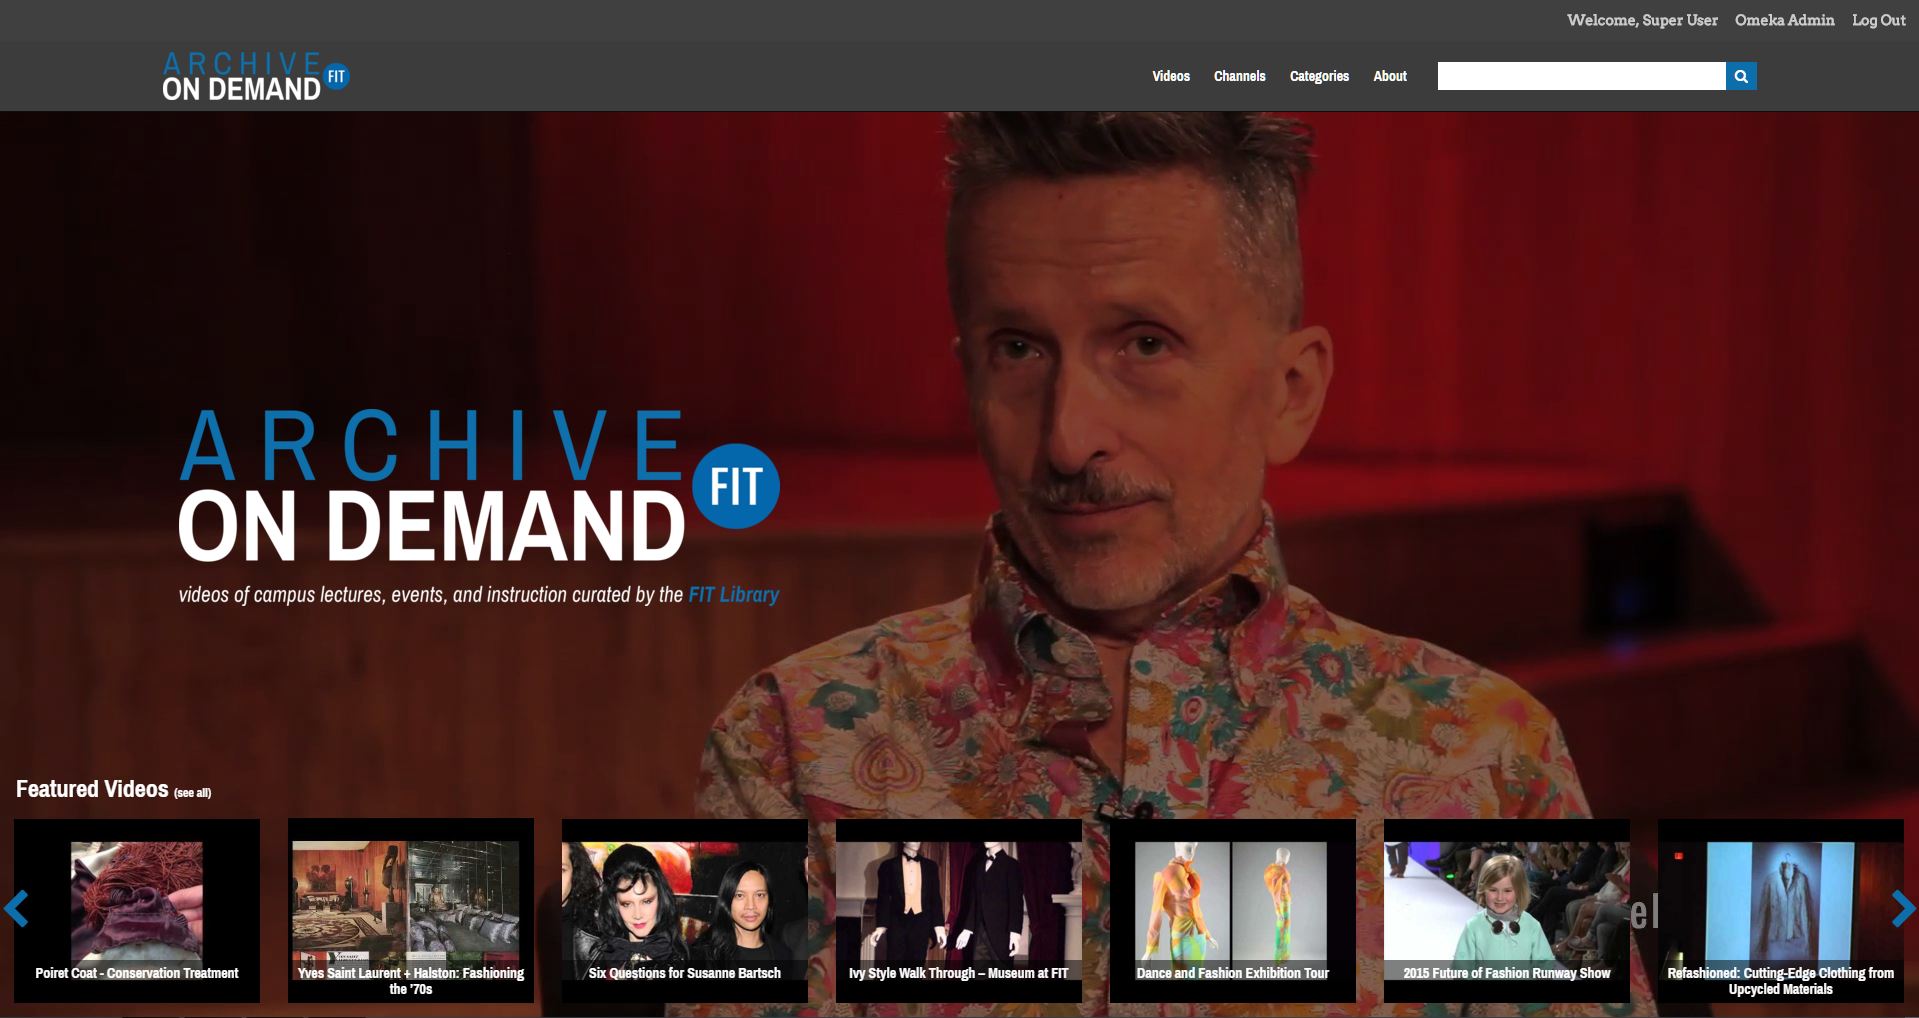 Welcome, Super User Omeka Admin Log Out
ARCHIVE
ON DEMAND FIT
Videos Channels Categories About
ARCHIVE
ON DEMAND FIT
videos of campus lectures, events, and instruction curated by the FIT Library
Featured Videos (see all)
el
Poiret Coat - Conservation Treatment
Yves Saint Laurent + Halston: Fashioning
the ’70s
Six Questions for Susanne Bartsch
Ivy Style Walk Through – Museum at FIT
Dance and Fashion Exhibition Tour
2015 Future of Fashion Runway Show
Refashioned: Cutting-Edge Clothing from
Upcycled Materials